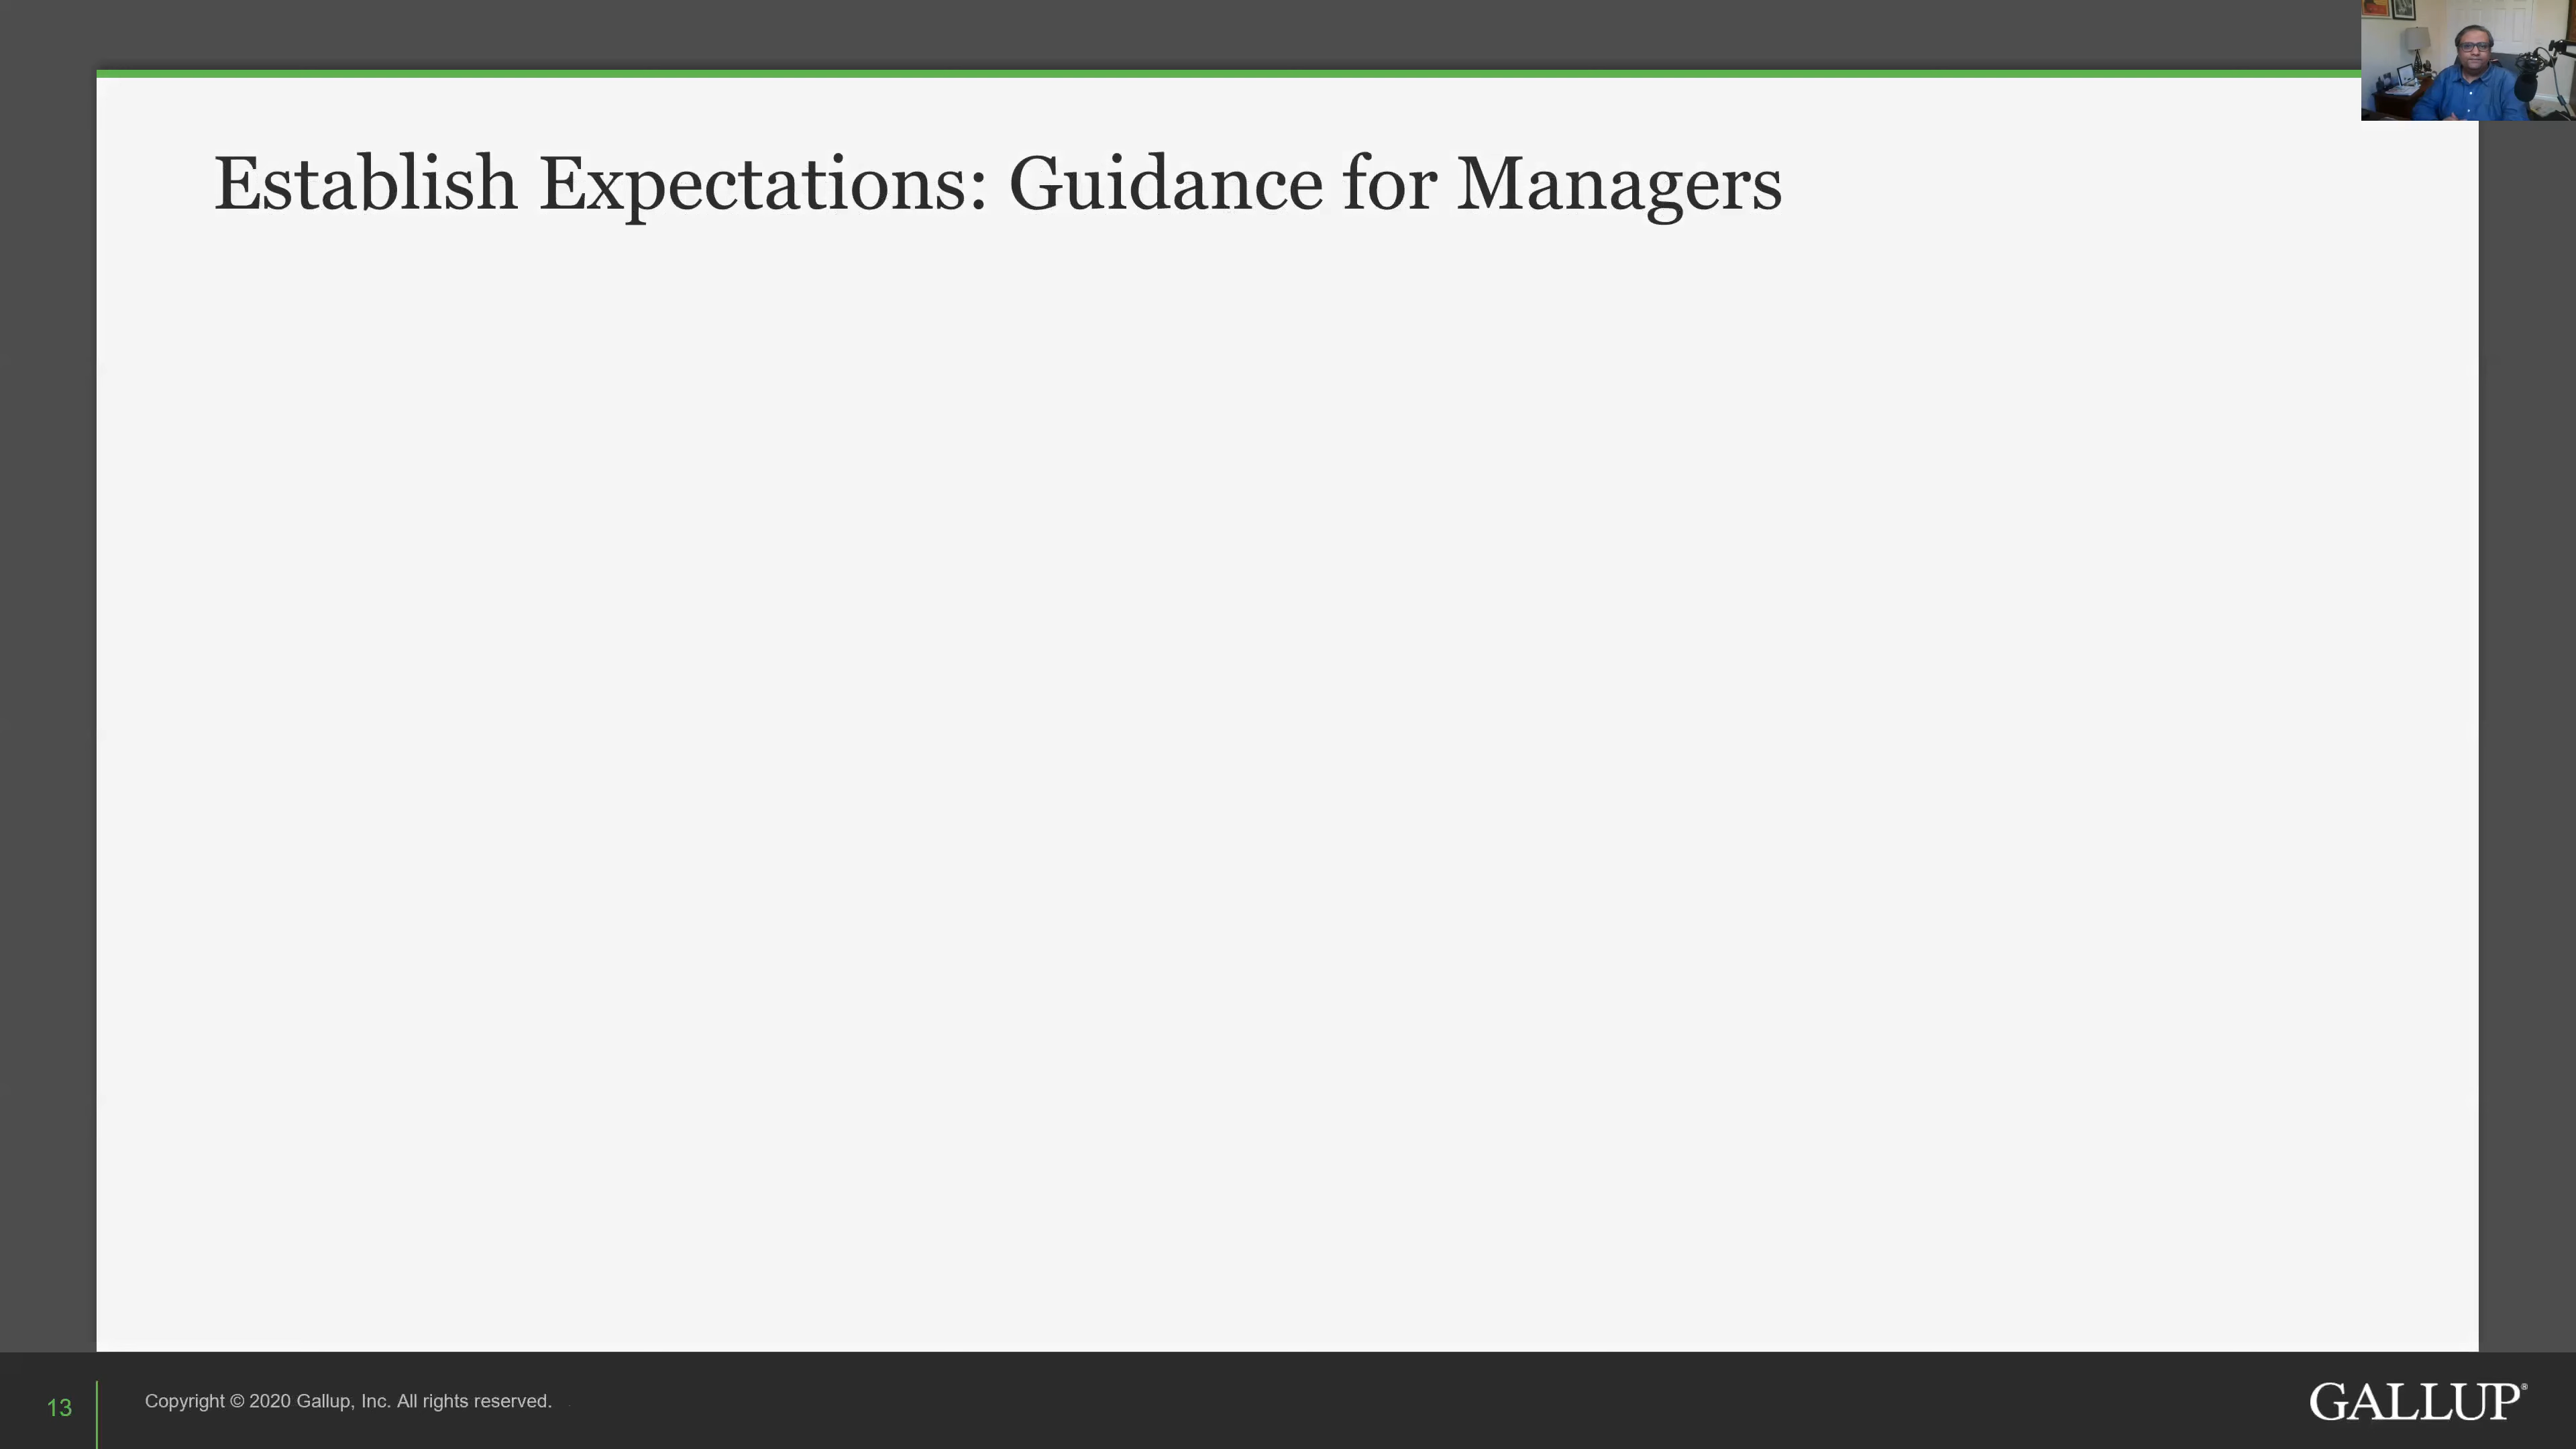 Establish Expectations: Guidance for Managers
13
Copyright © 2020 Gallup, Inc. All rights reserved.
GALLUP®